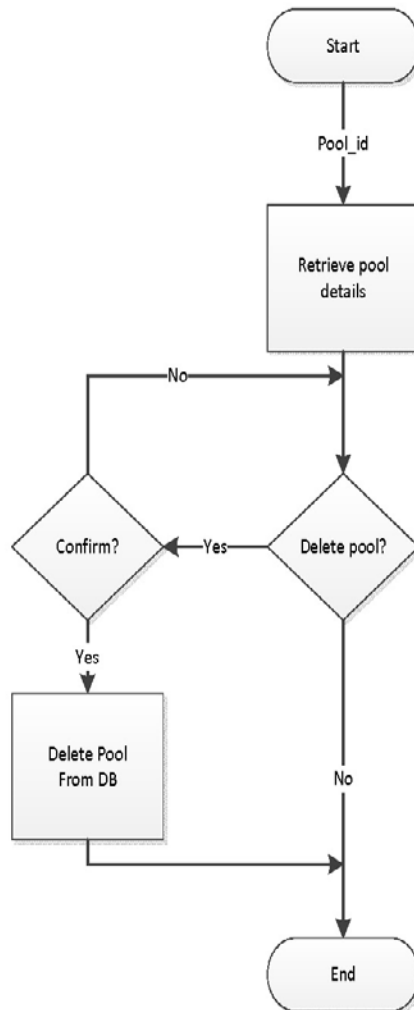 Start
Pool_id
Retrieve pool
details
No
Confirm?
Yes
Delete pool?
Yes
Delete Pool
From DB
No
End